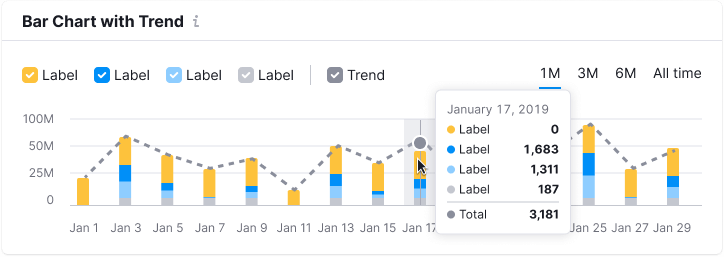 Bar Chart with Trend i
Label Label Label Label Trend 1M 3M 6M All time
January 17, 2019
Label 0
Label 1,683
Label 1,311
Label 187
Total 3,181
100M
50M
25M
0
Jan 1 Jan 3 Jan 5 Jan 7 Jan 9 Jan 11 Jan 13 Jan 15 Jan 17 Jan 25 Jan 27 Jan 29